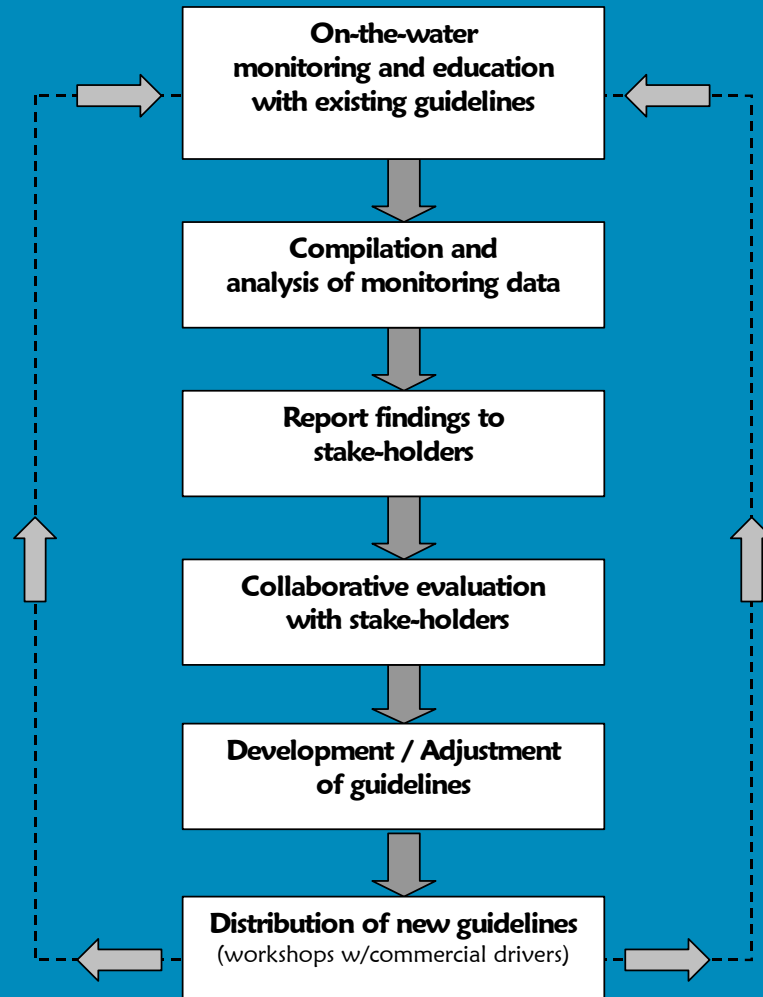 On-the-water
monitoring and education
with existing guidelines
Compilation and
analysis of monitoring data
Report findings to
stake-holders
Collaborative evaluation
with stake-holders
Development / Adjustment
of guidelines
Distribution of new guidelines
(workshops w/commercial drivers)